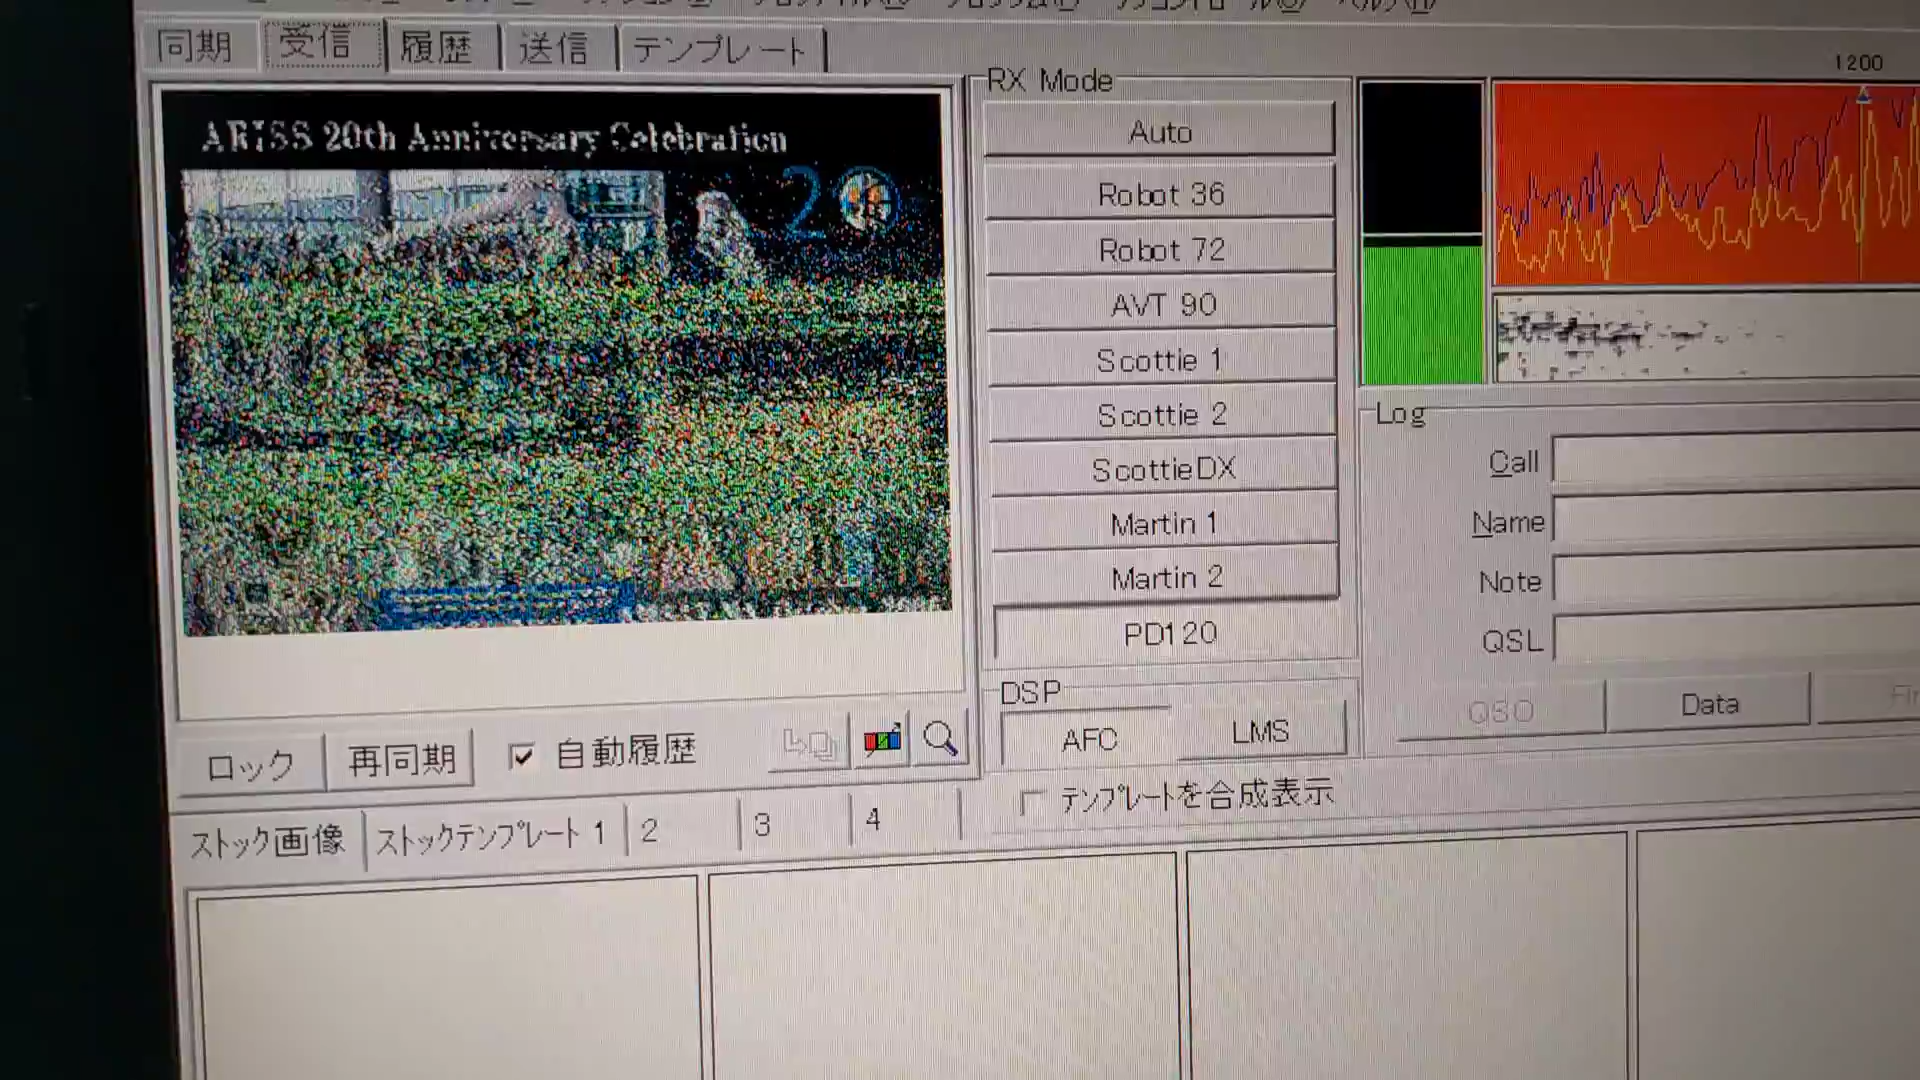 同期 受信 履歴 送信 テンプレート
ARISS 20th Anniversary Celebration
20
RX Mode
Auto
Robot 36
Robot 72
AVT 90
Scottie 1
Scottie 2
ScottieDX
Martin 1
Martin 2
PD120
DSP
AFC LMS
1200
Log
Call
Name
Note
QSL
QSO Data
ロック 再同期 自動履歴
テンプレートを合成表示
ストック画像 ストックテンプレート 1 2 3 4